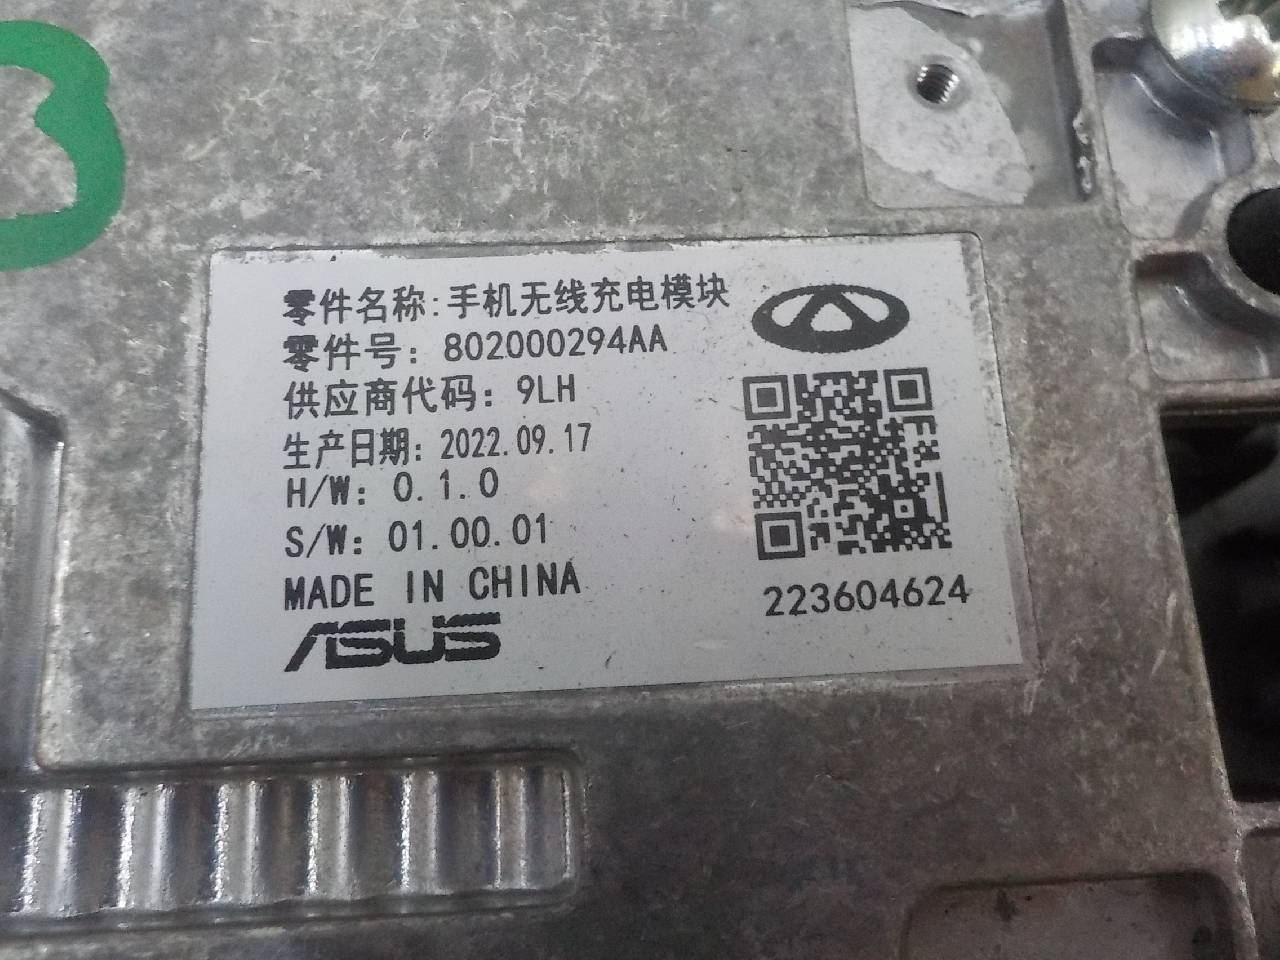 零件名称:手机无线充电模块
零件号: 802000294AA
供应商代码: 9LH
生产日期: 2022.09.17
H/W: 0.1.0
S/W: 01.00.01
MADE IN CHINA
ASUS
223604624